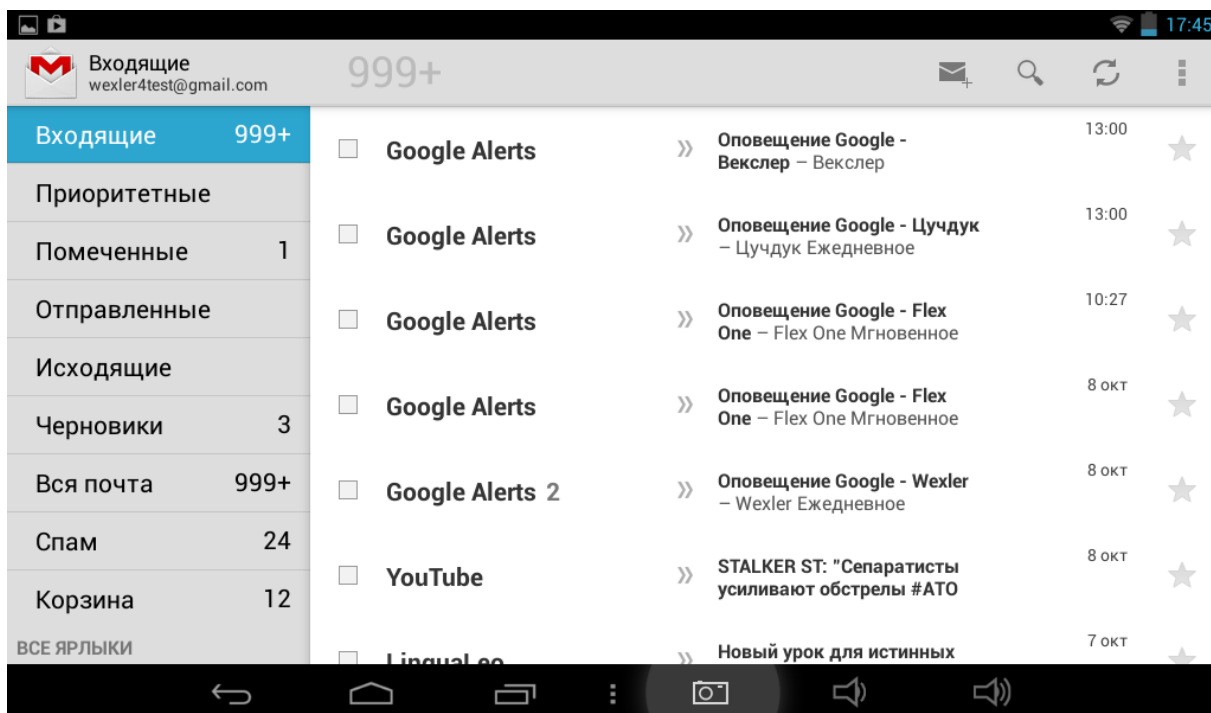 17:45
Входящие
wexler4test@gmail.com
999+
Входящие 999+
Приоритетные
Помеченные 1
Отправленные
Исходящие
Черновики 3
Вся почта 999+
Спам 24
Корзина 12
ВСЕ ЯРЛЫКИ
Google Alerts
Оповещение Google -
Векслер – Векслер
13:00
Google Alerts
Оповещение Google - Цучдук
– Цучдук Ежедневное
13:00
Google Alerts
Оповещение Google - Flex
One – Flex One Мгновенное
10:27
Google Alerts
Оповещение Google - Flex
One – Flex One Мгновенное
8 окт
Google Alerts 2
Оповещение Google - Wexler
– Wexler Ежедневное
8 окт
YouTube
STALKER ST: "Сепаратисты
усиливают обстрелы #АТО
8 окт
LinguaLeo
Новый урок для истинных
7 окт